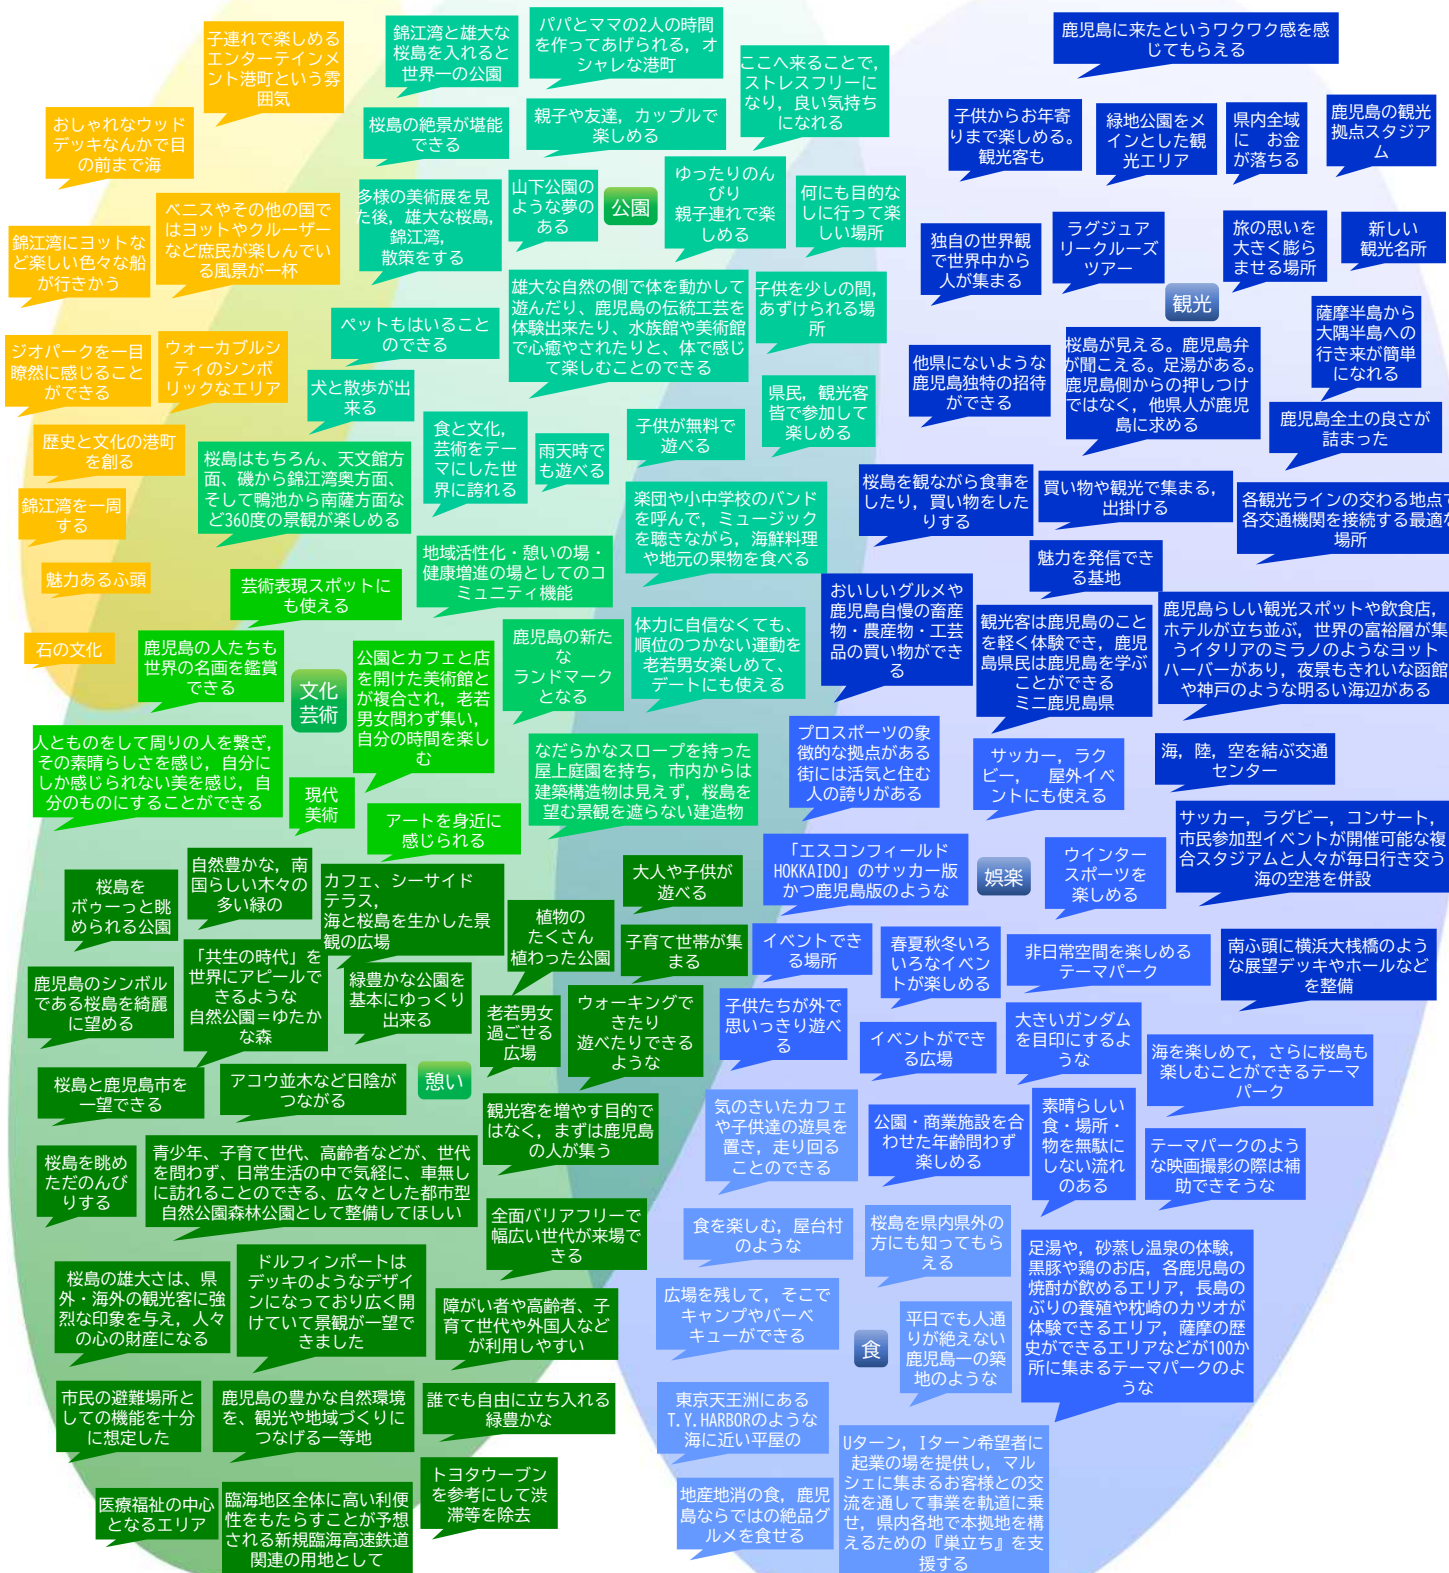 子連れで楽しめる
エンターテインメ
ント港町という雰
囲気
おしゃれなウッド
デッキなんかで目
の前まで海
ベニスやその他の国で
はヨットやクルーザー
など庶民が楽しんでい
る風景が一杯
錦江湾にヨットな
ど楽しい色々な船
が行きかう
ジオパークを一目
瞭然に感じること
ができる
ウォーカブルシ
ティのシンボ
リックなエリア
歴史と文化の港町
を創る
錦江湾を一周
する
魅力あるふ頭
石の文化
錦江湾と雄大な
桜島を入れると
世界一の公園
パパとママの2人の時間
を作ってあげられる，オ
シャレな港町
ここへ来ることで，
ストレスフリーに
なり，良い気持ち
になれる
桜島の絶景が堪能
できる
親子や友達，カップルで
楽しめる
多様の美術展を見
た後，雄大な桜島，
錦江湾，
散策をする
山下公園の
ような夢の
ある
公園
ゆったりのん
びり
親子連れで楽
しめる
何にも目的な
しに行って楽
しい場所
雄大な自然の側で体を動かして
遊んだり、鹿児島の伝統工芸を
体験出来たり、水族館や美術館
で心癒やされたりと、体で感じ
て楽しむことのできる
子供を少しの間，
あずけられる場
所
ペットもはいること
のできる
犬と散歩が出
来る
食と文化，
芸術をテー
マにした世
界に誇れる
雨天時で
も遊べる
子供が無料で
遊べる
県民，観光客
皆で参加して
楽しめる
桜島はもちろん、天文館方
面、磯から錦江湾奥方面、
そして鴨池から南薩方面な
ど360度の景観が楽しめる
楽団や小中学校のバンド
を呼んで，ミュージック
を聴きながら，海鮮料理
や地元の果物を食べる
地域活性化・憩いの場・
健康増進の場としてのコ
ミュニティ機能
体力に自信なくても、
順位のつかない運動を
老若男女楽しめて、
デートにも使える
鹿児島の新た
な
ランドマーク
となる
なだらかなスロープを持った
屋上庭園を持ち，市内からは
建築構造物は見えず，桜島を
望む景観を遮らない建造物
芸術表現スポットに
も使える
鹿児島の人たちも
世界の名画を鑑賞
できる
文化
芸術
公園とカフェと店
を開けた美術館と
が複合され，老若
男女問わず集い，
自分の時間を楽し
む
人とものをして周りの人を繋ぎ，
その素晴らしさを感じ，自分に
しか感じられない美を感じ，自
分のものにすることができる
現代
美術
アートを身近に
感じられる
鹿児島に来たというワクワク感を感
じてもらえる
子供からお年寄
りまで楽しめる。
観光客も
緑地公園をメ
インとした観
光エリア
県内全域
に　お金
が落ちる
鹿児島の観光
拠点スタジア
ム
独自の世界観
で世界中から
人が集まる
ラグジュア
リークルーズ
ツアー
旅の思いを
大きく膨ら
ませる場所
新しい
観光名所
観光
薩摩半島から
大隅半島への
行き来が簡単
になれる
他県にないような
鹿児島独特の招待
ができる
桜島が見える。鹿児島弁
が聞こえる。足湯がある。
鹿児島側からの押しつけ
ではなく，他県人が鹿児
島に求める
鹿児島全土の良さが
詰まった
桜島を観ながら食事を
したり，買い物をした
りする
買い物や観光で集まる，
出掛ける
各観光ラインの交わる地点で
各交通機関を接続する最適な
場所
魅力を発信でき
る基地
おいしいグルメや
鹿児島自慢の畜産
物・農産物・工芸
品の買い物ができ
る
観光客は鹿児島のこと
を軽く体験でき，鹿児
島県民は鹿児島を学ぶ
ことができる
ミニ鹿児島県
鹿児島らしい観光スポットや飲食店，
ホテルが立ち並ぶ，世界の富裕層が集
うイタリアのミラノのようなヨット
ハーバーがあり，夜景もきれいな函館
や神戸のような明るい海辺がある
海，陸，空を結ぶ交通
センター
サッカー，ラグビー，コンサート，
市民参加型イベントが開催可能な複
合スタジアムと人々が毎日行き交う
海の空港を併設
南ふ頭に横浜大桟橋のよう
な展望デッキやホールなど
を整備
プロスポーツの象
徴的な拠点がある
街には活気と住む
人の誇りがある
サッカー，ラグ
ビー，　屋外イベ
ントにも使える
「エスコンフィールド
HOKKAIDO」のサッカー版
かつ鹿児島版のような
娯楽
ウインター
スポーツを
楽しめる
イベントでき
る場所
春夏秋冬いろ
いろなイベン
トが楽しめる
非日常空間を楽しめる
テーマパーク
子供たちが外で
思いっきり遊べ
る
イベントがで
きる広場
大きいガンダム
を目印にするよ
うな
海を楽しめて，さらに桜島も
楽しむことができるテーマ
パーク
公園・商業施設を合
わせた年齢問わず
楽しめる
素晴らしい
食・場所・
物を無駄に
しない流れ
のある
テーマパークのよう
な映画撮影の際は補
助できそうな
足湯や，砂蒸し温泉の体験，
黒豚や鶏のお店，各鹿児島の
焼酎が飲めるエリア，長島の
ぶりの養殖や枕崎のカツオが
体験できるエリア，薩摩の歴
史ができるエリアなどが100か
所に集まるテーマパークのよ
うな
桜島を
ボゥーっと眺
められる公園
自然豊かな，南
国らしい木々の
多い緑の
カフェ、シーサイド
テラス，
海と桜島を生かした景
観の広場
大人や子供が
遊べる
植物の
たくさん
植わった公園
子育て世帯が集
まる
鹿児島のシンボル
である桜島を綺麗
に望める
「共生の時代」を
世界にアピールで
きるような
自然公園＝ゆたか
な森
緑豊かな公園を
基本にゆっくり
出来る
老若男女
過ごせる
広場
ウォーキングで
きたり
遊べたりできる
ような
桜島と鹿児島市を
一望できる
アコウ並木など日陰が
つながる
憩い
観光客を増やす目的で
はなく，まずは鹿児島
の人が集う
桜島を眺め
ただのんび
りする
青少年、子育て世代、高齢者などが、世代
を問わず、日常生活の中で気軽に、車無し
に訪れることのできる、広々とした都市型
自然公園森林公園として整備してほしい
全面バリアフリーで
幅広い世代が来場で
きる
桜島の雄大さは、県
外・海外の観光客に強
烈な印象を与え，人々
の心の財産になる
ドルフィンポートは
デッキのようなデザイ
ンになっており広く開
けていて景観が一望で
きました
障がい者や高齢者、子
育て世代や外国人など
が利用しやすい
市民の避難場所と
しての機能を十分
に想定した
鹿児島の豊かな自然環境
を、観光や地域づくりに
つなげる一等地
誰でも自由に立ち入れる
緑豊かな
医療福祉の中心
となるエリア
臨海地区全体に高い利便
性をもたらすことが予想
される新規臨海高速鉄道
関連の用地として
トヨタウーブン
を参考にして渋
滞等を除去
気のきいたカフェ
や子供達の遊具を
置き，走り回る
ことのできる
食を楽しむ，屋台村
のような
桜島を県内県外の
方にも知ってもら
える
広場を残して，そこで
キャンプやバーベ
キューができる
食
平日でも人通
りが絶えない
鹿児島一の築
地のような
東京天王洲にある
T.Y.HARBORのような
海に近い平屋の
地産地消の食，鹿児
島ならではの絶品グ
ルメを食せる
Uターン，Iターン希望者に
起業の場を提供し，マル
シェに集まるお客様との交
流を通して事業を軌道に乗
せ，県内各地で本拠地を構
えるための『巣立ち』を支
援する